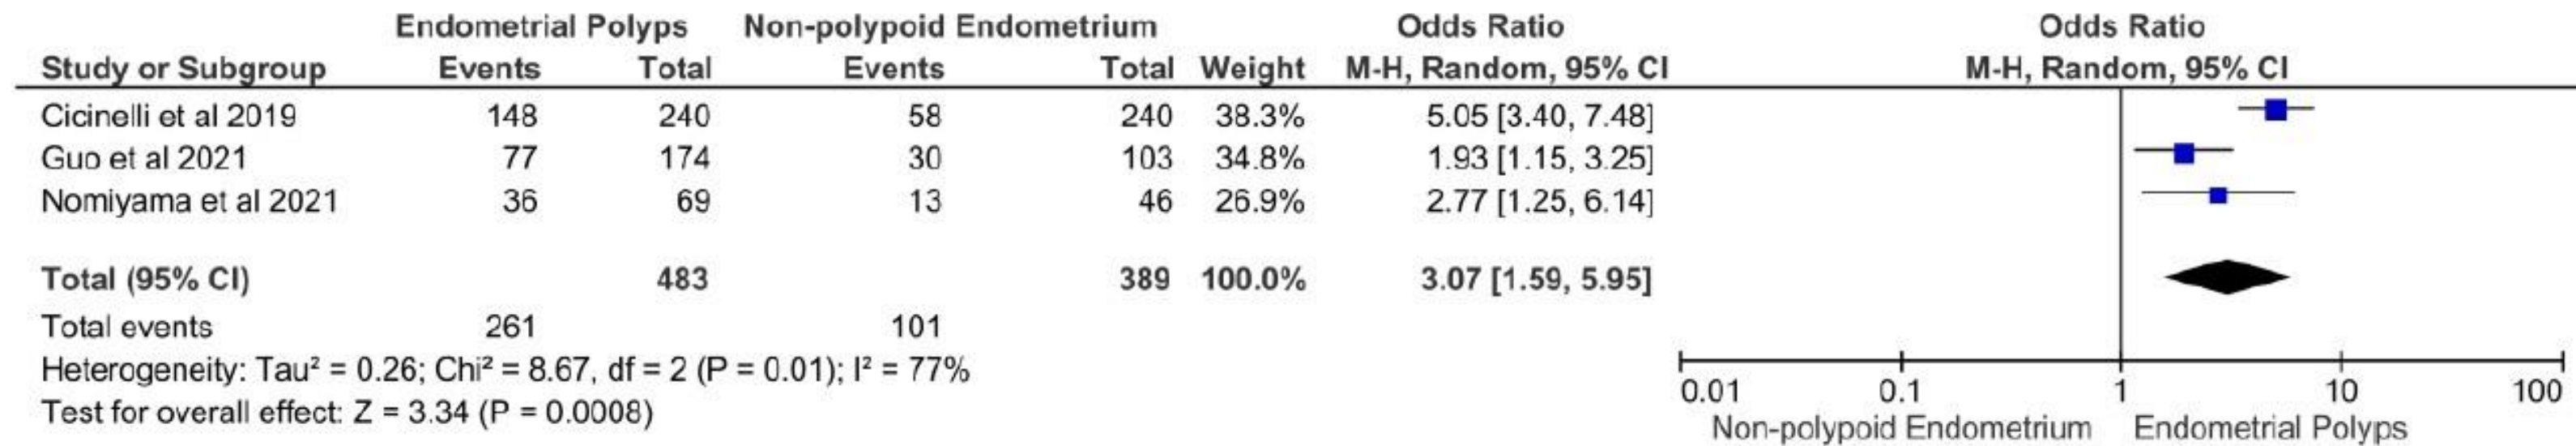 Endometrial Polyps Non-polypoid Endometrium Odds Ratio Odds Ratio
Study or Subgroup Events Total Events Total Weight M-H, Random, 95% CI M-H, Random, 95% CI
Cicinelli et al 2019 148 240 58 240 38.3% 5.05 [3.40, 7.48]
Guo et al 2021 77 174 30 103 34.8% 1.93 [1.15, 3.25]
Nomiyama et al 2021 36 69 13 46 26.9% 2.77 [1.25, 6.14]
Total (95% CI) 483 389 100.0% 3.07 [1.59, 5.95]
Total events 261 101
Heterogeneity: Tau² = 0.26; Chi² = 8.67, df = 2 (P = 0.01); I² = 77%
Test for overall effect: Z = 3.34 (P = 0.0008)
0.01 0.1 1 10 100
Non-polypoid Endometrium Endometrial Polyps